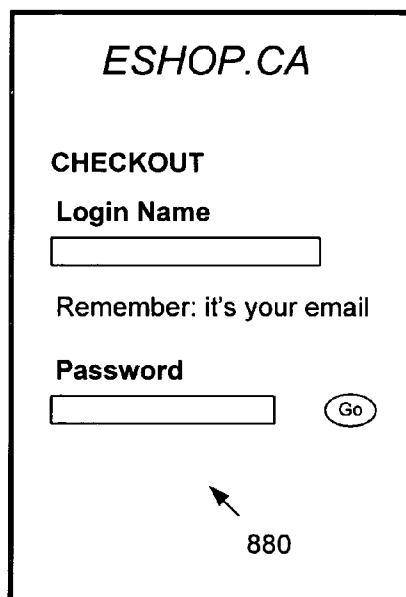 ESHOP.CA
CHECKOUT
Login Name
Remember: it's your email
Password
Go
880